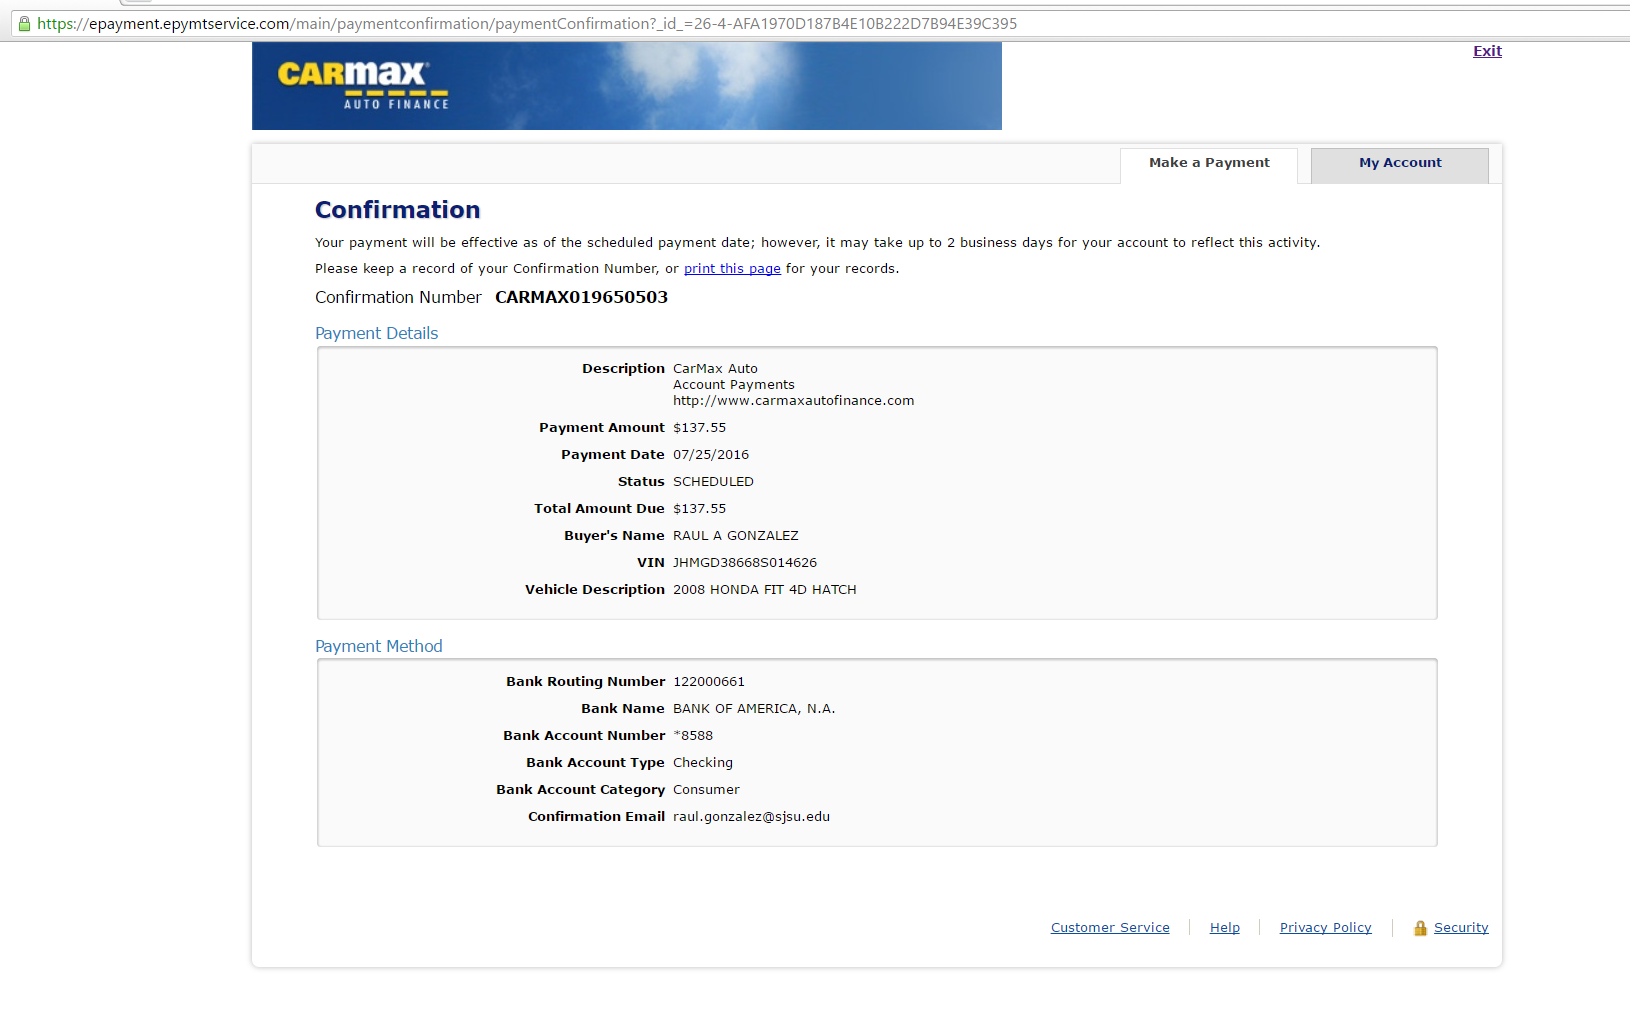 https://epayment.epymtservice.com/main/paymentconfirmation/paymentConfirmation?_id_=26-4-AFA1970D187B4E10B222D7B94E39C395
Exit
CARMAX
AUTO FINANCE
Make a Payment
My Account
Confirmation
Your payment will be effective as of the scheduled payment date; however, it may take up to 2 business days for your account to reflect this activity.
Please keep a record of your Confirmation Number, or print this page for your records.
Confirmation Number CARMAX019650503
Payment Details
Description CarMax Auto
Account Payments
http://www.carmaxautofinance.com
Payment Amount $137.55
Payment Date 07/25/2016
Status SCHEDULED
Total Amount Due $137.55
Buyer's Name RAUL A GONZALEZ
VIN JHMGD38668S014626
Vehicle Description 2008 HONDA FIT 4D HATCH
Payment Method
Bank Routing Number 122000661
Bank Name BANK OF AMERICA, N.A.
Bank Account Number *8588
Bank Account Type Checking
Bank Account Category Consumer
Confirmation Email raul.gonzalez@sjsu.edu
Customer Service Help Privacy Policy Security